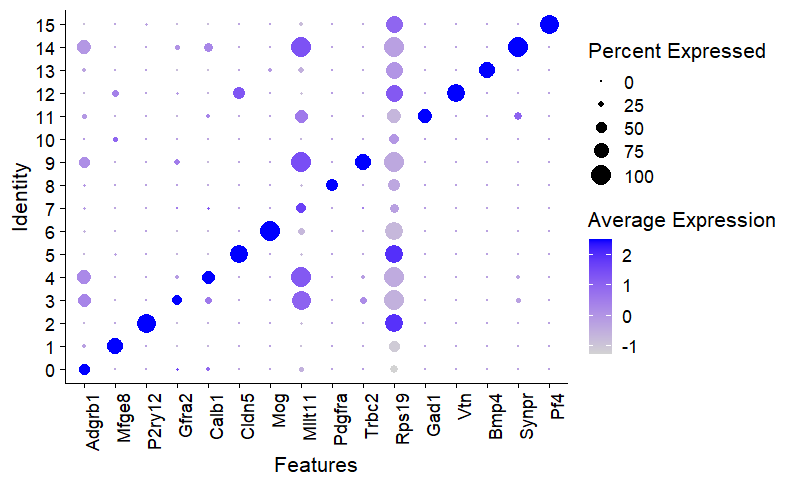 15
14
13
12
11
10
9
8
7
6
5
4
3
2
1
0
Identity
Adgrb1
Mfge8
P2ry12
Gfra2
Calb1
Cldn5
Mog
Mllt11
Pdgfra
Trbc2
Rps19
Gad1
Vtn
Bmp4
Synpr
Pf4
Features
Percent Expressed
0
25
50
75
100
Average Expression
2
1
0
-1